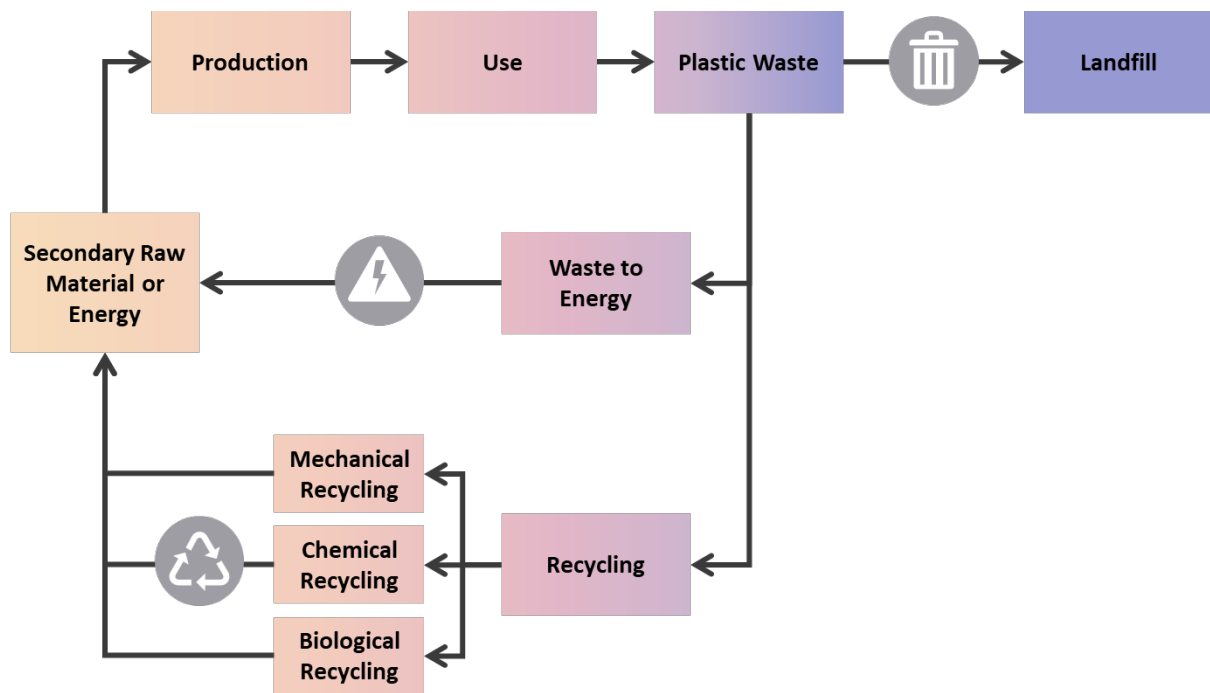 Production
Use
Plastic Waste
Landfill
Secondary Raw
Material or
Energy
Waste to
Energy
Mechanical
Recycling
Chemical
Recycling
Recycling
Biological
Recycling